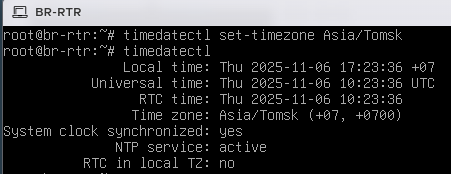 BR-RTR
root@br-rtr:~# timedatectl set-timezone Asia/Tomsk
root@br-rtr:~# timedatectl
Local time: Thu 2025-11-06 17:23:36 +07
Universal time: Thu 2025-11-06 10:23:36 UTC
RTC time: Thu 2025-11-06 10:23:36
Time zone: Asia/Tomsk (+07, +0700)
System clock synchronized: yes
NTP service: active
RTC in local TZ: no